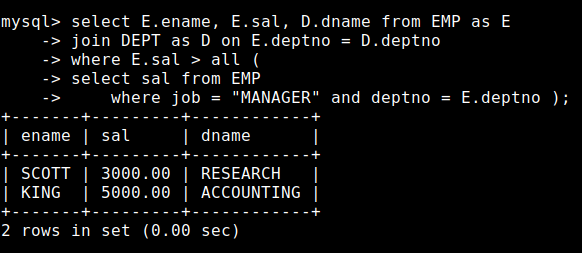 mysql> select E.ename, E.sal, D.dname from EMP as E
    -> join DEPT as D on E.deptno = D.deptno
    -> where E.sal > all (
    -> select sal from EMP
    ->     where job = "MANAGER" and deptno = E.deptno );
+-------+---------+------------+
| ename | sal     | dname      |
+-------+---------+------------+
| SCOTT | 3000.00 | RESEARCH   |
| KING  | 5000.00 | ACCOUNTING |
+-------+---------+------------+
2 rows in set (0.00 sec)